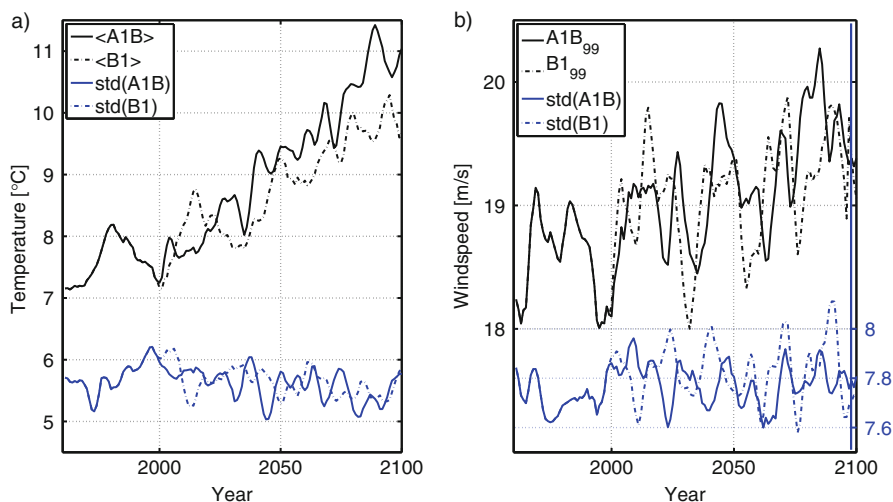 a)
<A1B>
<B1>
std(A1B)
std(B1)
11
10
9
8
7
6
5
Temperature [°C]
2000
2050
2100
Year
b)
A1B99
B199
std(A1B)
std(B1)
20
19
18
Windspeed [m/s]
8
7.8
7.6
2000
2050
2100
Year